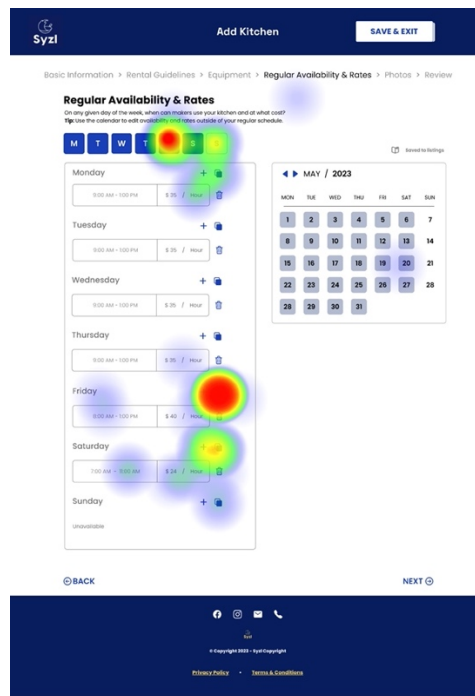 Syzl
Add Kitchen
SAVE & EXIT
Basic Information > Rental Guidelines > Equipment > Regular Availability & Rates > Photos > Review
Regular Availability & Rates
On any given day of the week, when can makers use your kitchen and at what cost?
Tip: Use the calendar to edit availability and rates outside of your regular schedule.
M T W T S
Saved to listings
Monday +
9:00 AM - 1:00 PM $ 35 / Hour
Tuesday +
9:00 AM - 1:00 PM $ 35 / Hour
Wednesday +
9:00 AM - 1:00 PM $ 35 / Hour
Thursday +
9:00 AM - 1:00 PM $ 35 / Hour
Friday
8:00 AM - 1:00 PM $ 40 / Hour
Saturday +
7:00 AM - 9:00 AM $ 24 / Hour
Sunday +
Unavailable
MAY / 2023
MON TUE WED THU FRI SAT SUN
1 2 3 4 5 6 7
8 9 10 11 12 13 14
15 16 17 18 19 20 21
22 23 24 25 26 27 28
28 29 30 31
BACK
NEXT
Syzl
© Copyright 2023 - Syzl Copyright
Privacy Policy • Terms & Conditions